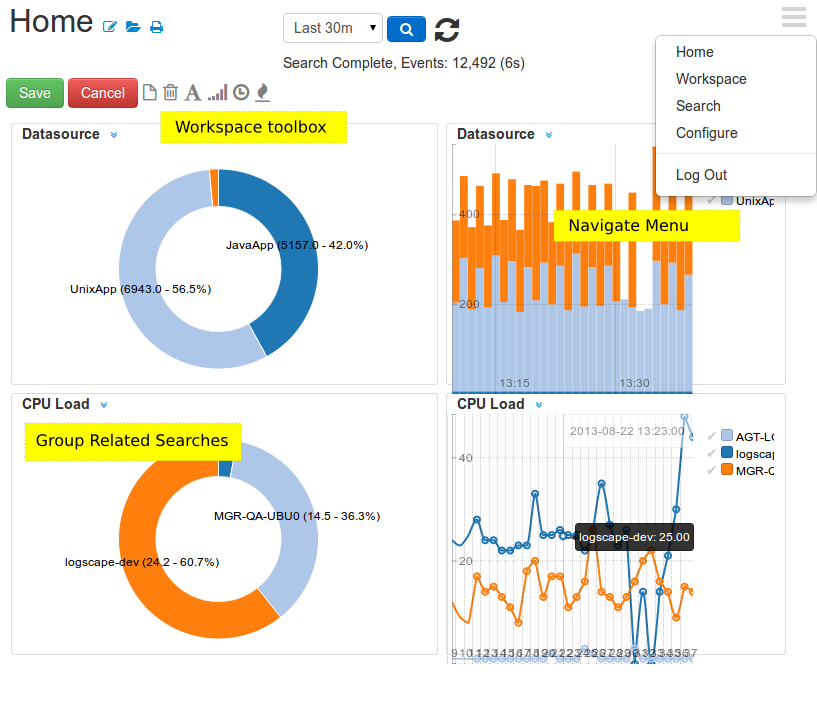 Home
Last 30m
Search Complete, Events: 12,492 (6s)
Home
Workspace
Search
Configure
Log Out
Save
Cancel
Workspace toolbox
Datasource
JavaApp (5157.0 - 42.0%)
UnixApp (6943.0 - 56.5%)
Datasource
UnixAp
400
Navigate Menu
200
13:15
13:30
CPU Load
Group Related Searches
MGR-QA-UBU0 (14.5 - 36.3%)
logscape-dev (24.2 - 60.7%)
CPU Load
2013-08-22 13:23:00
AGT-LO
logscap
MGR-Q
40
logscape-dev: 25.00
20